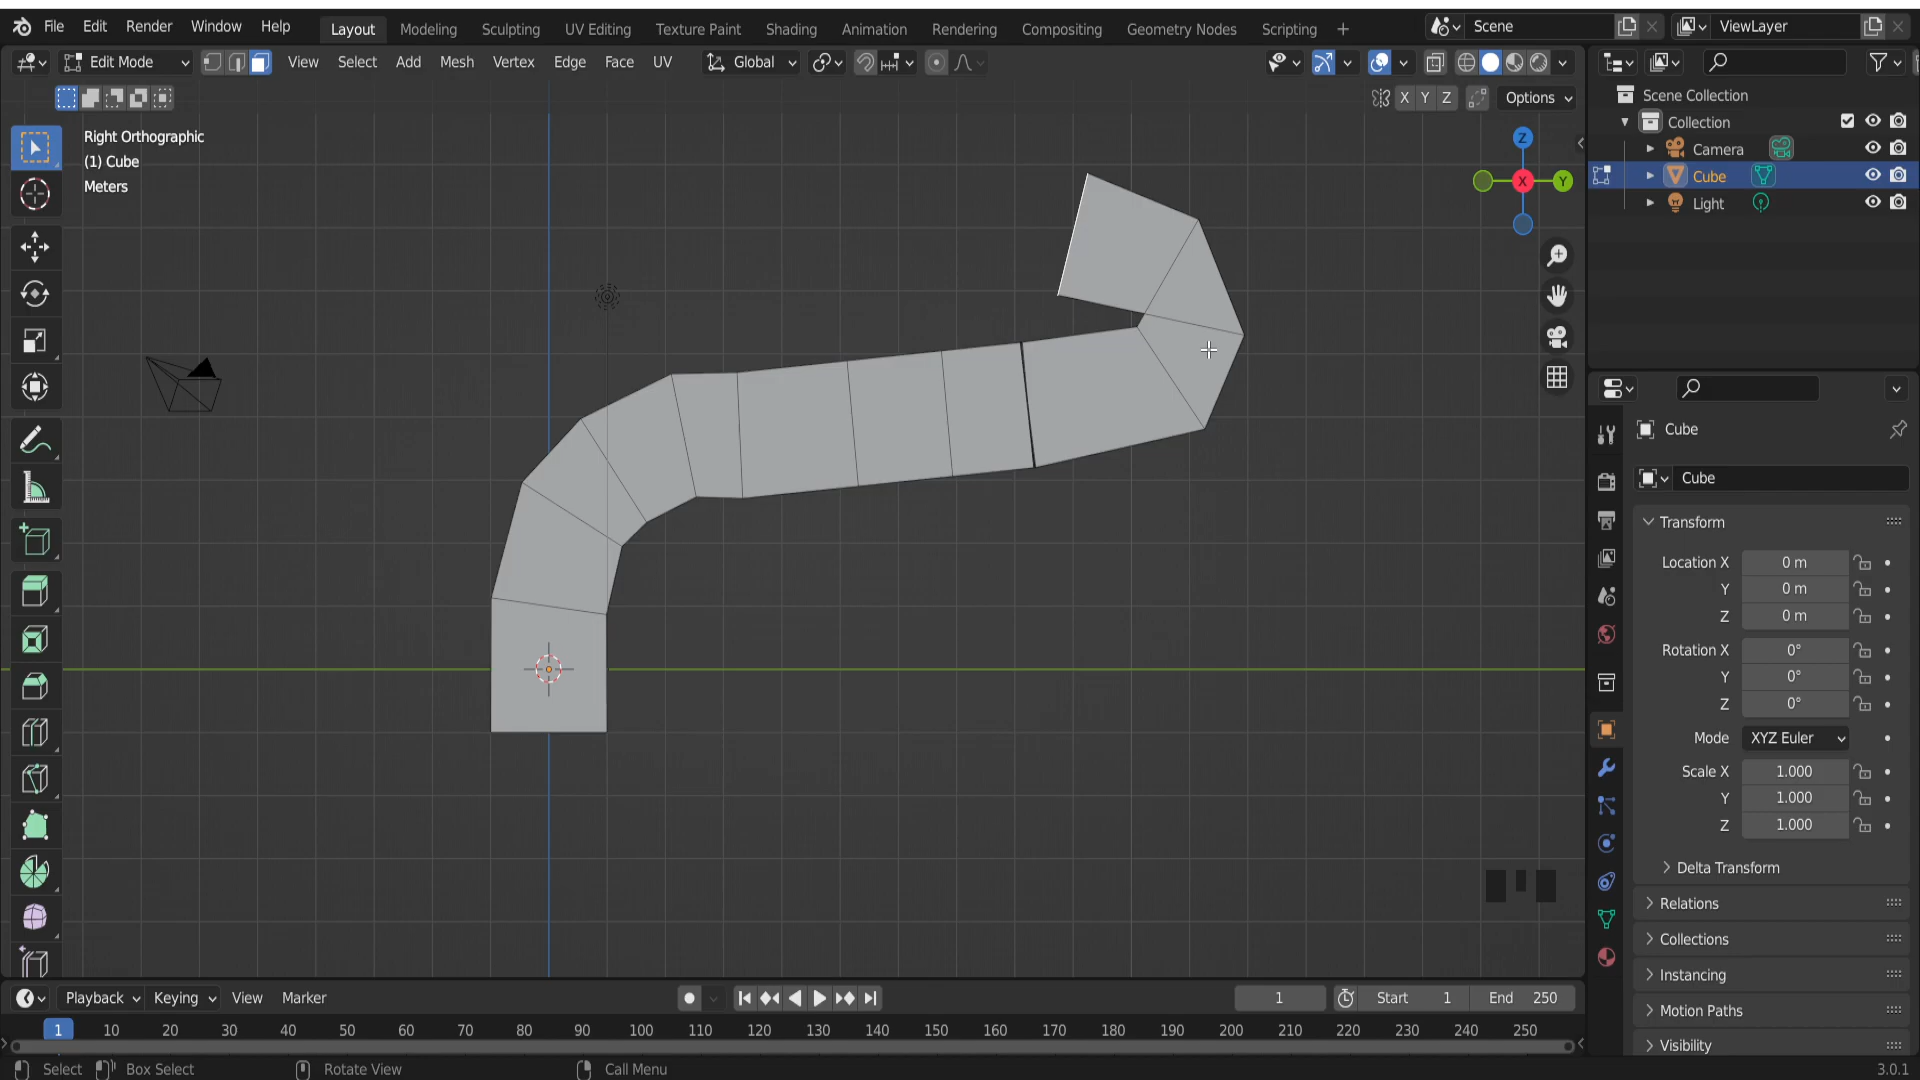 File Edit Render Window Help Layout Modeling Sculpting UV Editing Texture Paint Shading Animation Rendering Compositing Geometry Nodes Scripting + Scene ViewLayer
Edit Mode View Select Add Mesh Vertex Edge Face UV Global
X Y Z Options
Right Orthographic
(1) Cube
Meters
Z
X Y
Scene Collection
Collection
Camera
Cube
Light
Cube
Cube
Transform
Location X 0 m
Y 0 m
Z 0 m
Rotation X 0°
Y 0°
Z 0°
Mode XYZ Euler
Scale X 1.000
Y 1.000
Z 1.000
Delta Transform
Relations
Collections
Instancing
Motion Paths
Visibility
Playback Keying View Marker 1 Start 1 End 250
1 10 20 30 40 50 60 70 80 90 100 110 120 130 140 150 160 170 180 190 200 210 220 230 240 250
Select Box Select Rotate View Call Menu 3.0.1